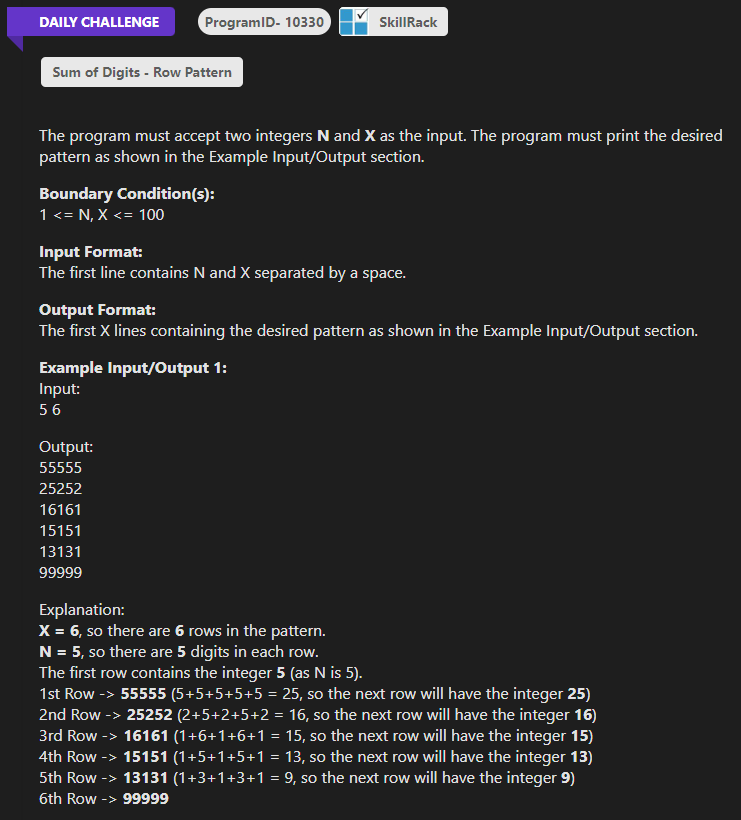 DAILY CHALLENGE
ProgramID- 10330
SkillRack
Sum of Digits - Row Pattern
The program must accept two integers N and X as the input. The program must print the desired
pattern as shown in the Example Input/Output section.
Boundary Condition(s):
1 <= N, X <= 100
Input Format:
The first line contains N and X separated by a space.
Output Format:
The first X lines containing the desired pattern as shown in the Example Input/Output section.
Example Input/Output 1:
Input:
5 6
Output:
55555
25252
16161
15151
13131
99999
Explanation:
X = 6, so there are 6 rows in the pattern.
N = 5, so there are 5 digits in each row.
The first row contains the integer 5 (as N is 5).
1st Row -> 55555 (5+5+5+5+5 = 25, so the next row will have the integer 25)
2nd Row -> 25252 (2+5+2+5+2 = 16, so the next row will have the integer 16)
3rd Row -> 16161 (1+6+1+6+1 = 15, so the next row will have the integer 15)
4th Row -> 15151 (1+5+1+5+1 = 13, so the next row will have the integer 13)
5th Row -> 13131 (1+3+1+3+1 = 9, so the next row will have the integer 9)
6th Row -> 99999